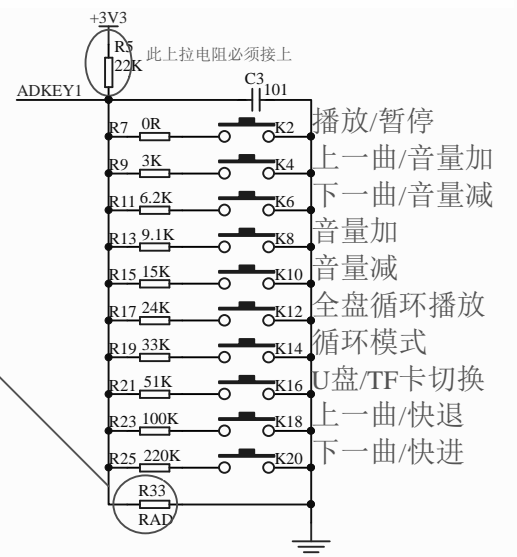 +3V3
R5
22K
此上拉电阻必须接上
C3
101
ADKEY1
R7 0R K2 播放/暂停
R9 3K K4 上一曲/音量加
R11 6.2K K6 下一曲/音量减
R13 9.1K K8 音量加
R15 15K K10 音量减
R17 24K K12 全盘循环播放
R19 33K K14 循环模式
R21 51K K16 U盘/TF卡切换
R23 100K K18 上一曲/快退
R25 220K K20 下一曲/快进
R33
RAD